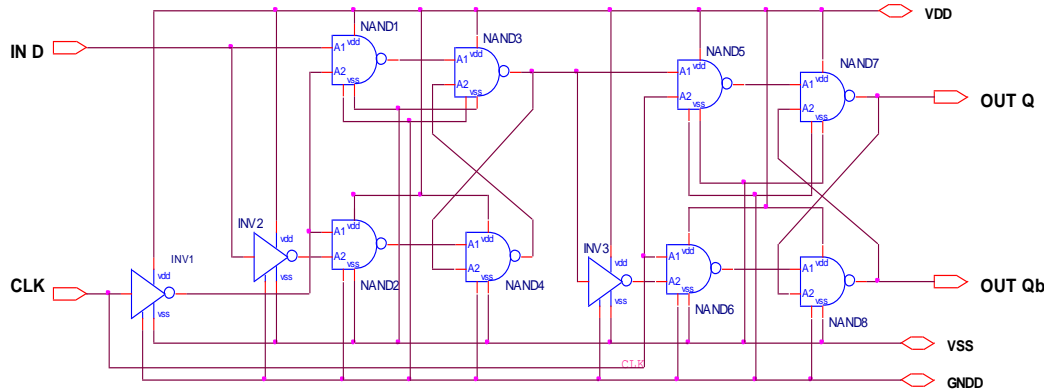 VDD
NAND1
IN D
A1
vdd
A2
vss
NAND3
A1
vdd
A2
vss
NAND5
A1
vdd
A2
vss
NAND7
A1
vdd
A2
vss
OUT Q
INV2
vdd
vss
A1
vdd
A2
vss
NAND2
A1
vdd
A2
vss
NAND4
INV3
vdd
vss
A1
vdd
A2
vss
NAND6
A1
vdd
A2
vss
NAND8
OUT Qb
CLK
INV1
vdd
vss
VSS
CLK
GNDD